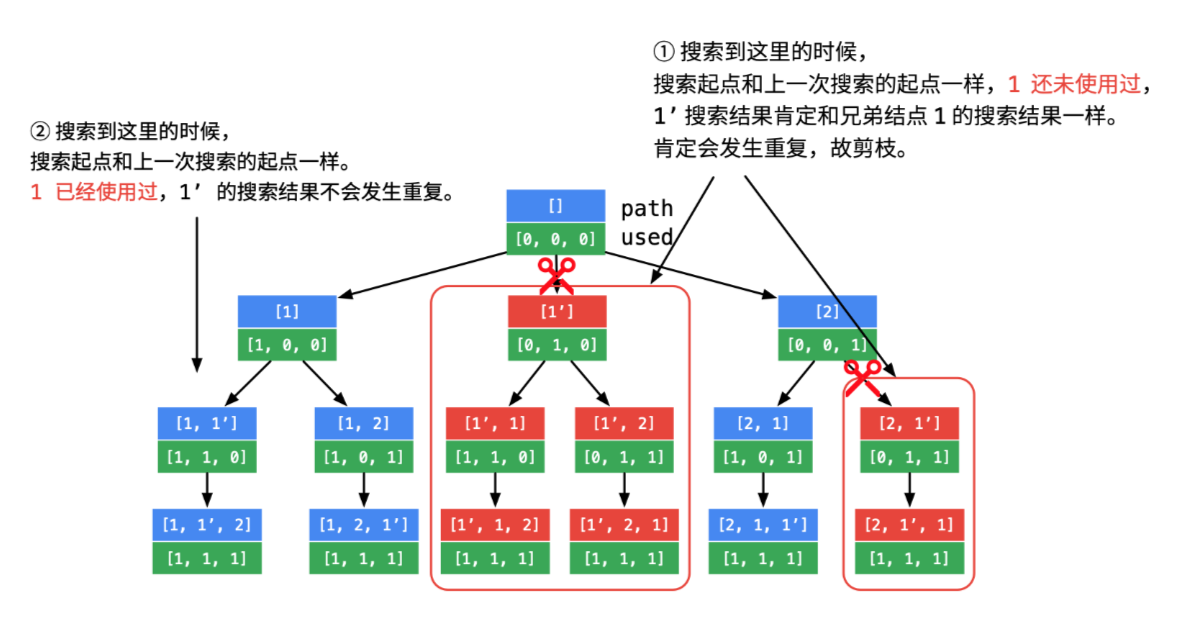 ① 搜索到这里的时候，
搜索起点和上一次搜索的起点一样，1 还未使用过，
1’ 搜索结果肯定和兄弟结点 1 的搜索结果一样。
肯定会发生重复，故剪枝。
② 搜索到这里的时候，
搜索起点和上一次搜索的起点一样。
1 已经使用过，1’ 的搜索结果不会发生重复。
[] path
[0, 0, 0] used
[1] [1’] [2]
[1, 0, 0] [0, 1, 0] [0, 0, 1]
[1, 1’] [1, 2] [1’, 1] [1’, 2] [2, 1] [2, 1’]
[1, 1, 0] [1, 0, 1] [1, 1, 0] [0, 1, 1] [1, 0, 1] [0, 1, 1]
[1, 1’, 2] [1, 2, 1’] [1’, 1, 2] [1’, 2, 1] [2, 1, 1’] [2, 1’, 1]
[1, 1, 1] [1, 1, 1] [1, 1, 1] [1, 1, 1] [1, 1, 1] [1, 1, 1]